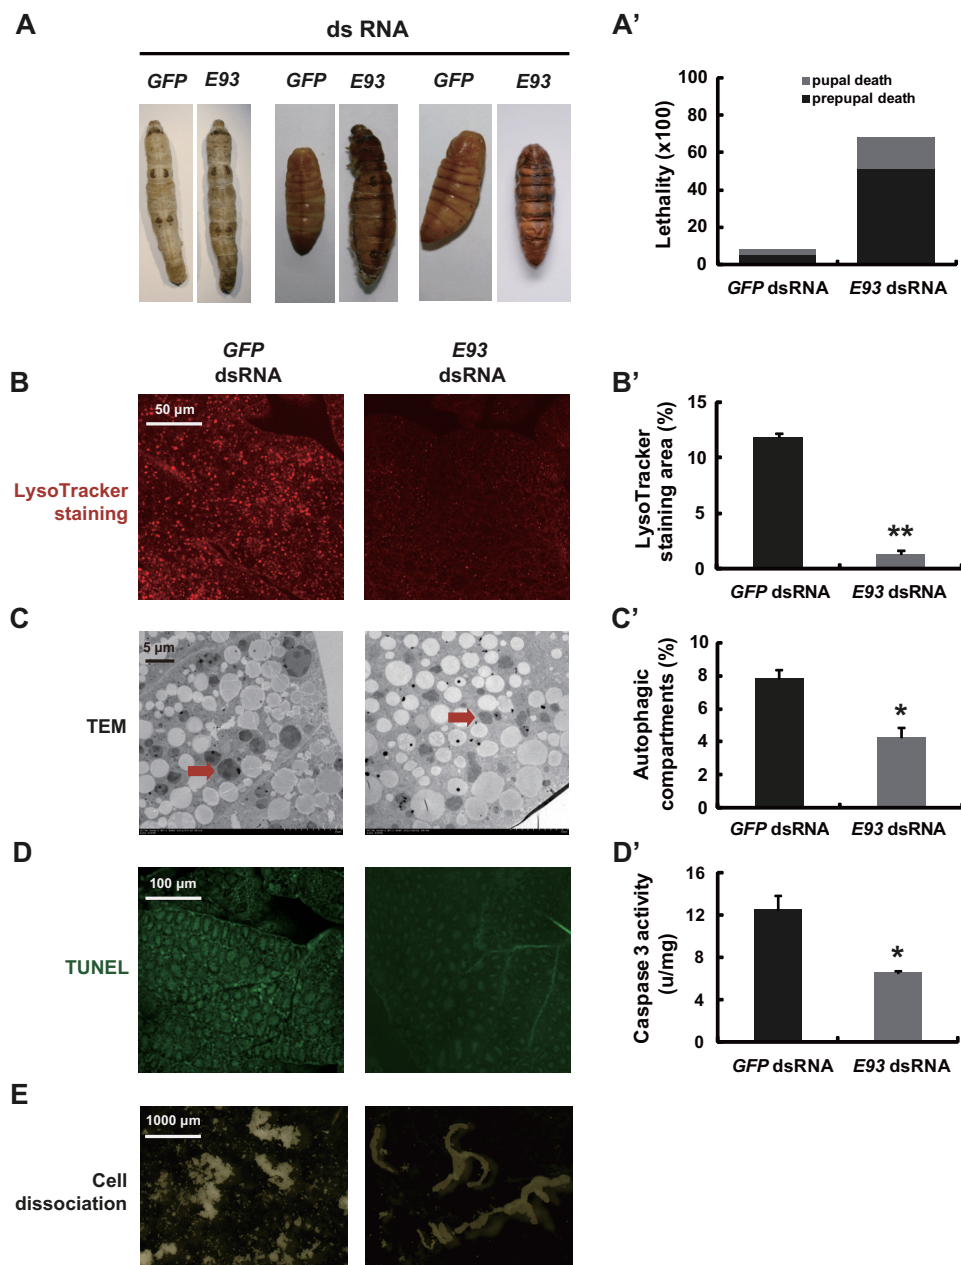 A
ds RNA
GFP E93 GFP E93 GFP E93
A’
100
80
60
40
20
0
Lethality (x100)
pupal death
prepupal death
GFP dsRNA E93 dsRNA
GFP dsRNA
E93 dsRNA
B
50 µm
LysoTracker
staining
B’
LysoTracker
staining area (%)
15
10
5
0
**
GFP dsRNA E93 dsRNA
C
5 µm
TEM
C’
Autophagic
compartments (%)
10
8
6
4
2
0
*
GFP dsRNA E93 dsRNA
D
100 µm
TUNEL
D’
Caspase 3 activity
(u/mg)
16
12
8
4
0
*
GFP dsRNA E93 dsRNA
E
1000 µm
Cell
dissociation